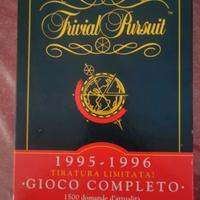 Trivial Pursuit
1995-1996
TIRATURA LIMITATA!
·GIOCO COMPLETO·
1500 domande d'attualità